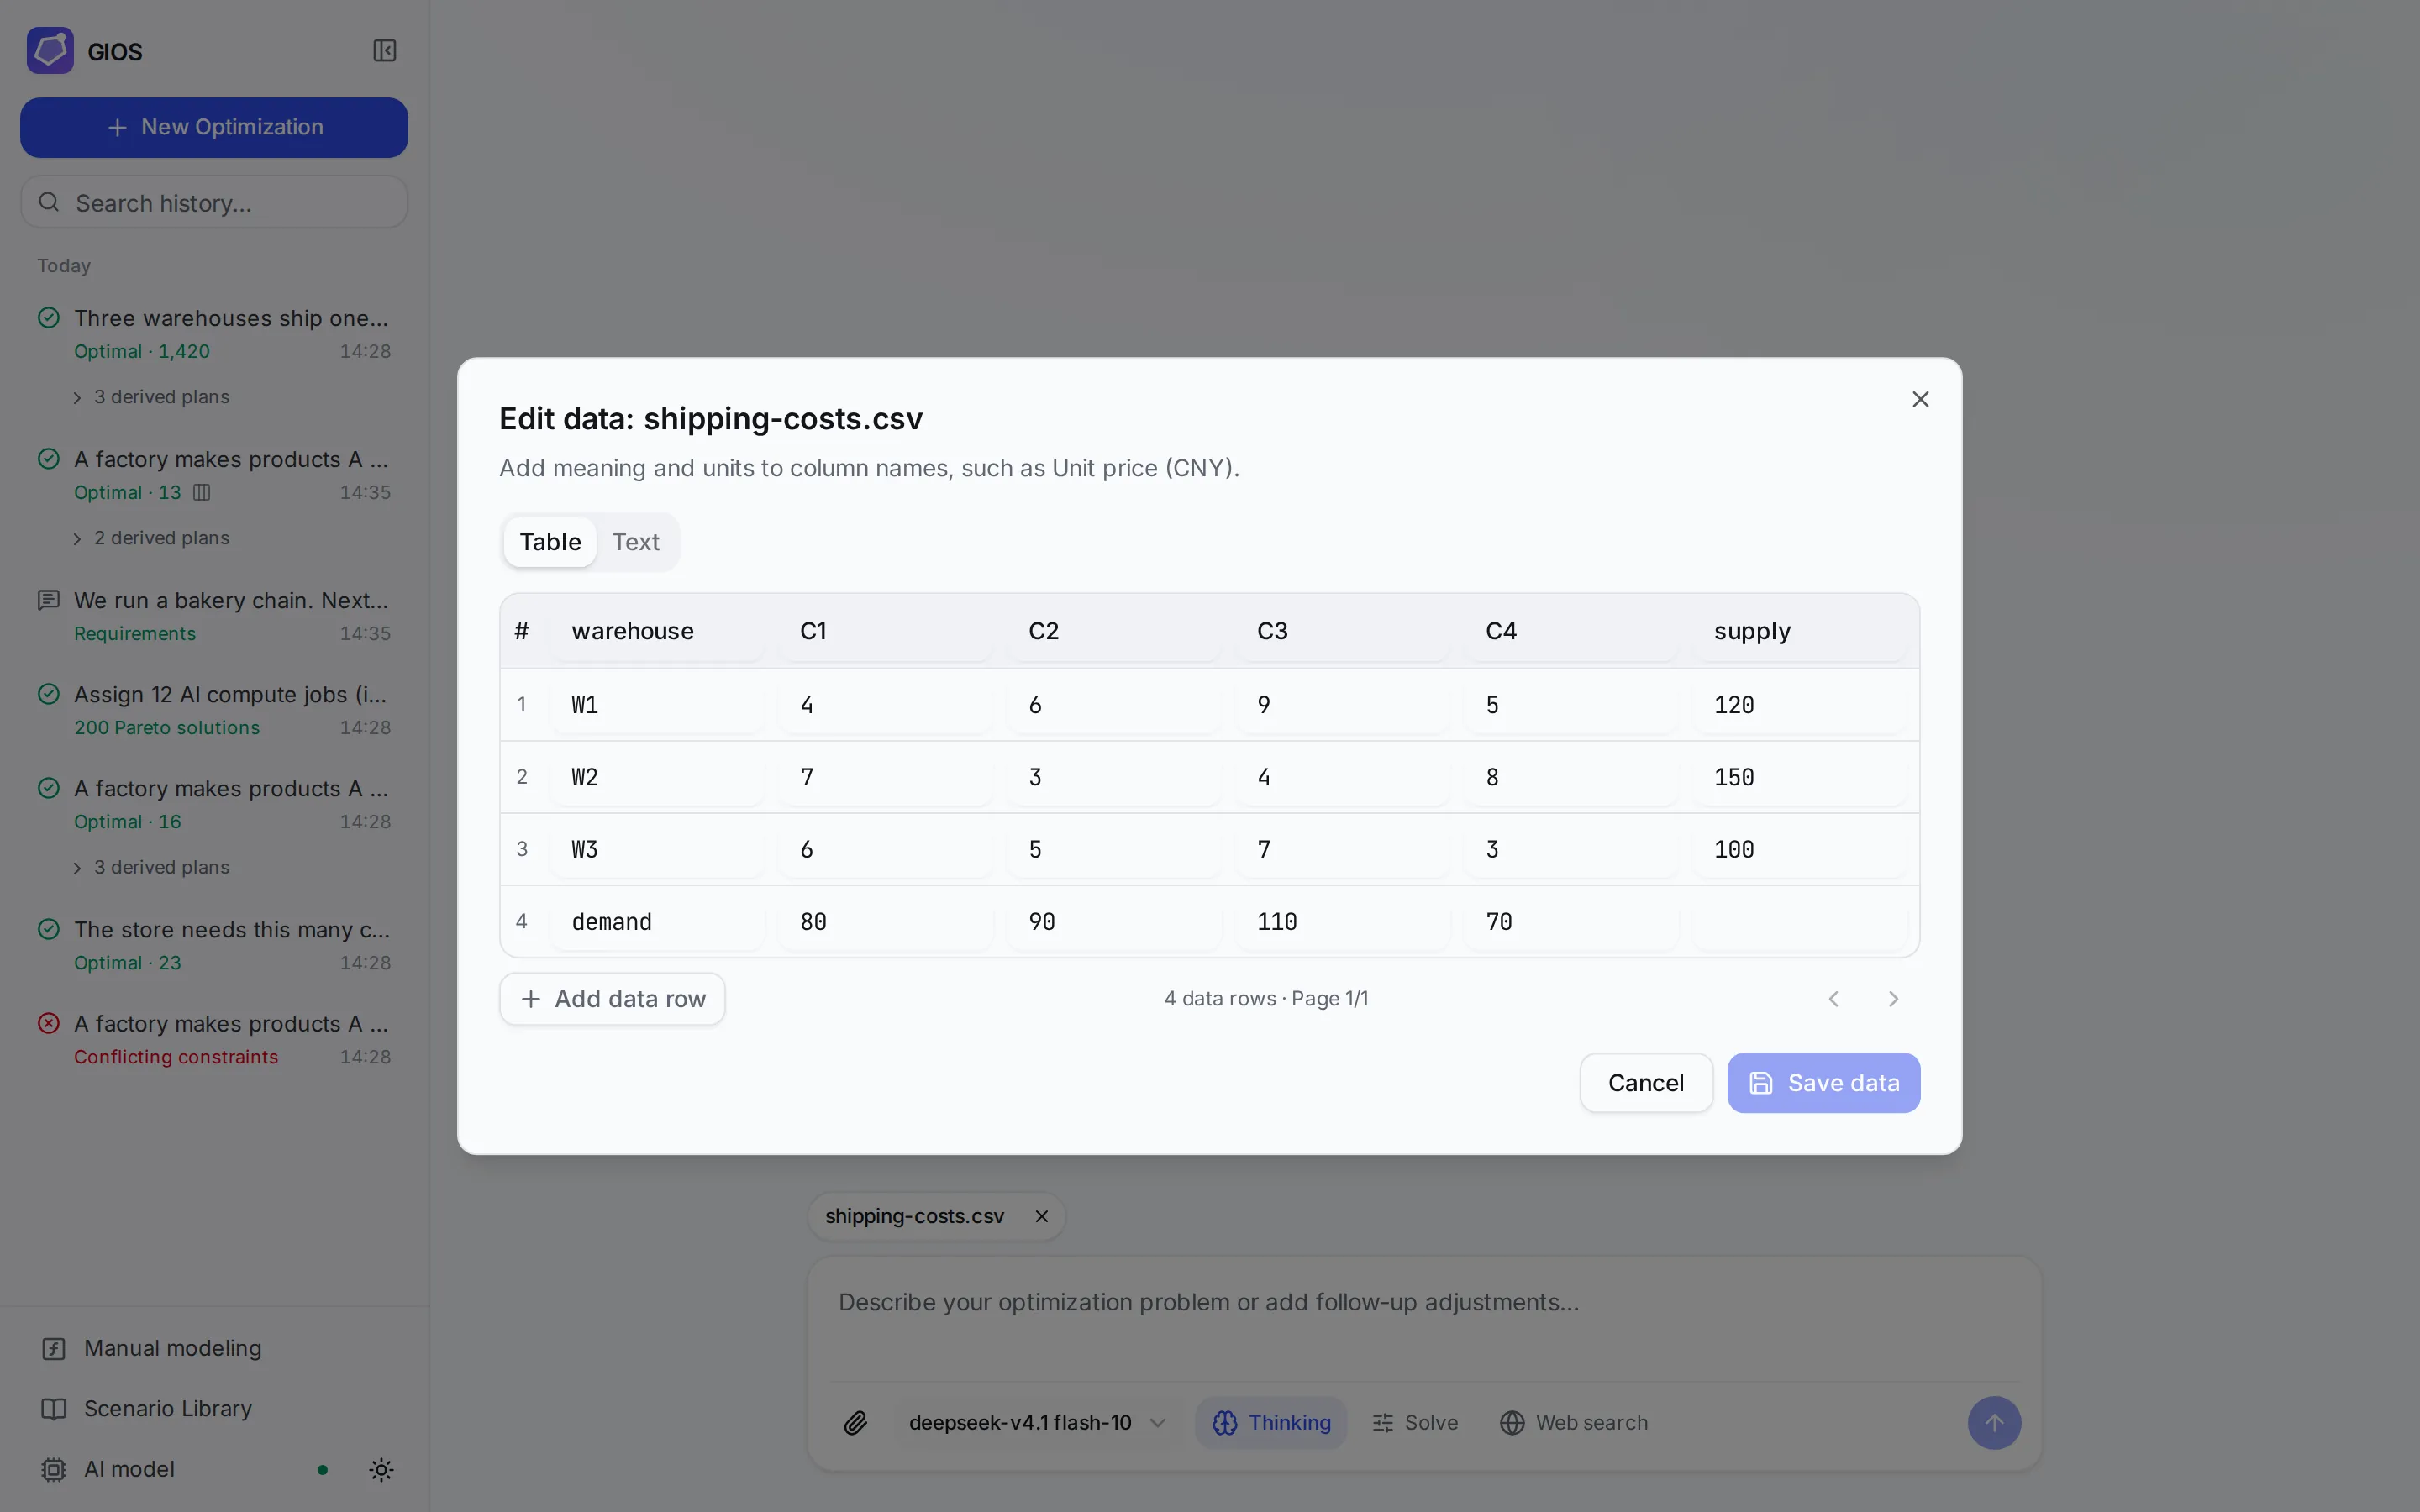 GIOS
New Optimization
Search history...
Today
Three warehouses ship one...
Optimal · 1,420 14:28
3 derived plans
A factory makes products A ...
Optimal · 13 14:35
2 derived plans
We run a bakery chain. Next...
Requirements 14:35
Assign 12 AI compute jobs (i...
200 Pareto solutions 14:28
A factory makes products A ...
Optimal · 16 14:28
3 derived plans
The store needs this many c...
Optimal · 23 14:28
A factory makes products A ...
Conflicting constraints 14:28
Manual modeling
Scenario Library
AI model
Edit data: shipping-costs.csv
Add meaning and units to column names, such as Unit price (CNY).
Table Text
# warehouse C1 C2 C3 C4 supply
1 W1 4 6 9 5 120
2 W2 7 3 4 8 150
3 W3 6 5 7 3 100
4 demand 80 90 110 70
Add data row
4 data rows · Page 1/1
Cancel Save data
shipping-costs.csv
Describe your optimization problem or add follow-up adjustments...
deepseek-v4.1 flash-10 Thinking Solve Web search